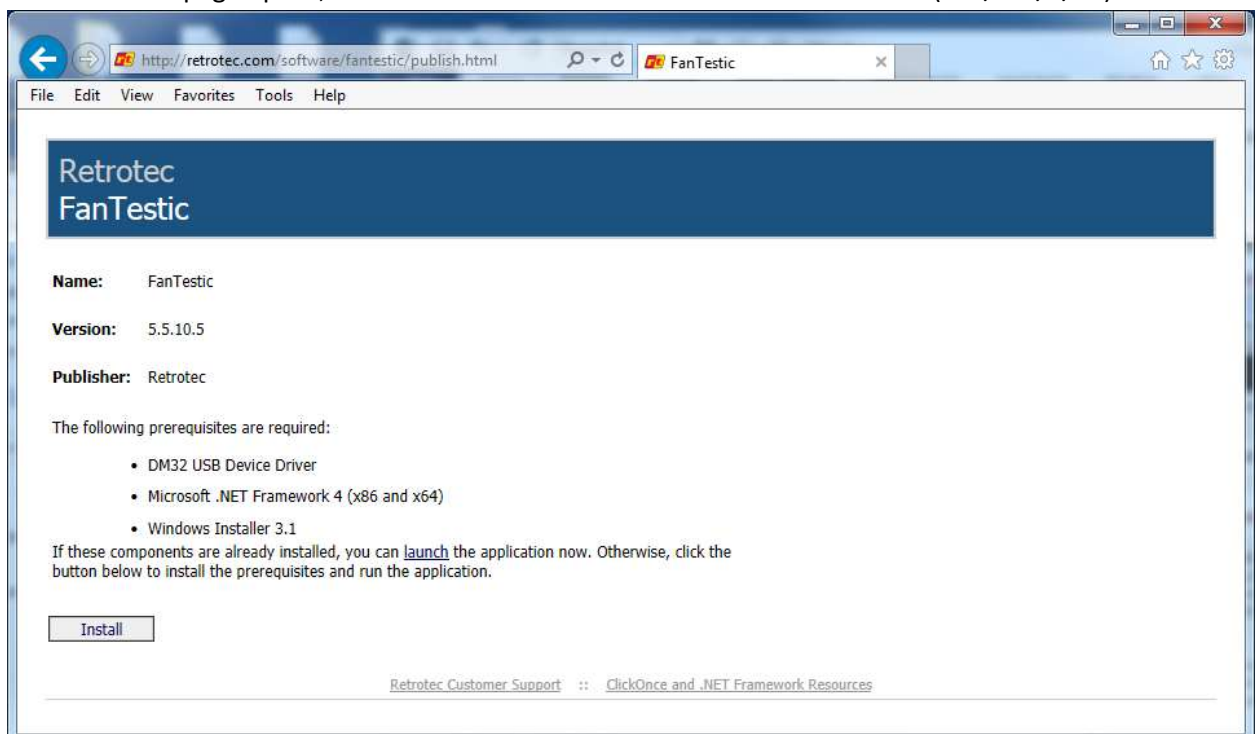 http://retrotec.com/software/fantestic/publish.html
FanTestic
File Edit View Favorites Tools Help
Retrotec
FanTestic
Name: FanTestic
Version: 5.5.10.5
Publisher: Retrotec
The following prerequisites are required:
• DM32 USB Device Driver
• Microsoft .NET Framework 4 (x86 and x64)
• Windows Installer 3.1
If these components are already installed, you can launch the application now. Otherwise, click the
button below to install the prerequisites and run the application.
Install
Retrotec Customer Support :: ClickOnce and .NET Framework Resources